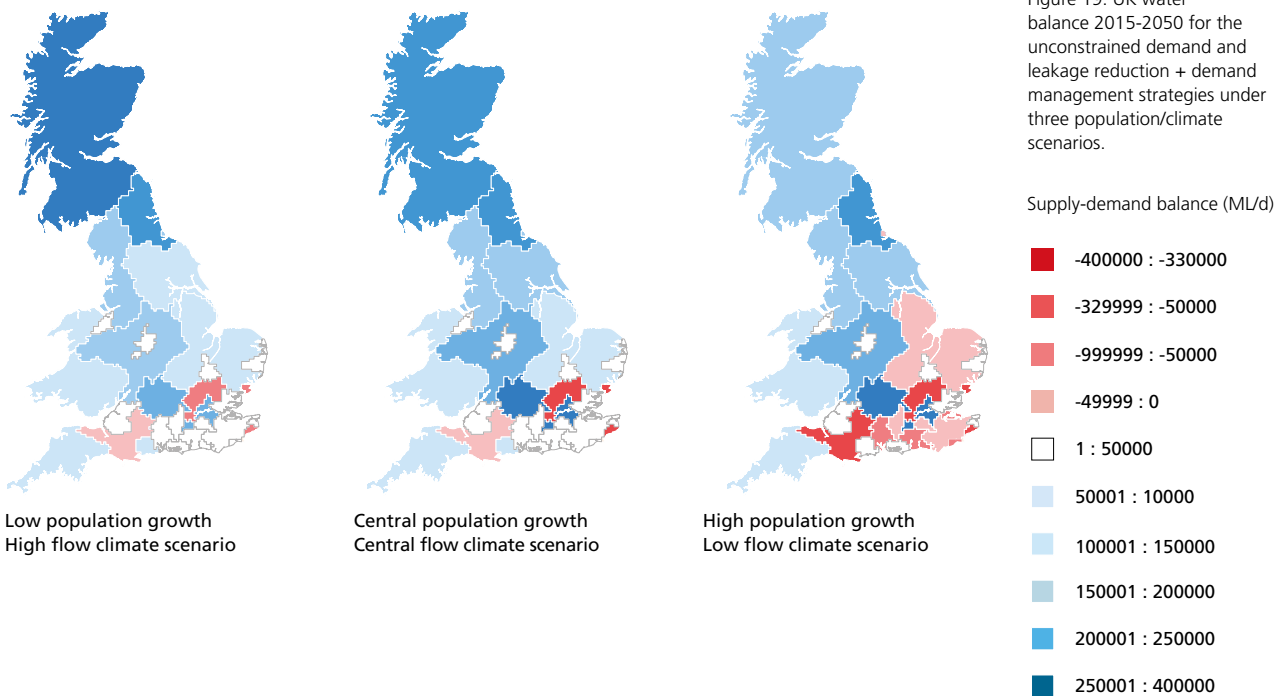 Figure 19: UK water
balance 2015-2050 for the
unconstrained demand and
leakage reduction + demand
management strategies under
three population/climate
scenarios.
Supply-demand balance (ML/d)
-400000 : -330000
-329999 : -50000
-999999 : -50000
-49999 : 0
1 : 50000
50001 : 10000
100001 : 150000
150001 : 200000
200001 : 250000
250001 : 400000
Low population growth
High flow climate scenario
Central population growth
Central flow climate scenario
High population growth
Low flow climate scenario